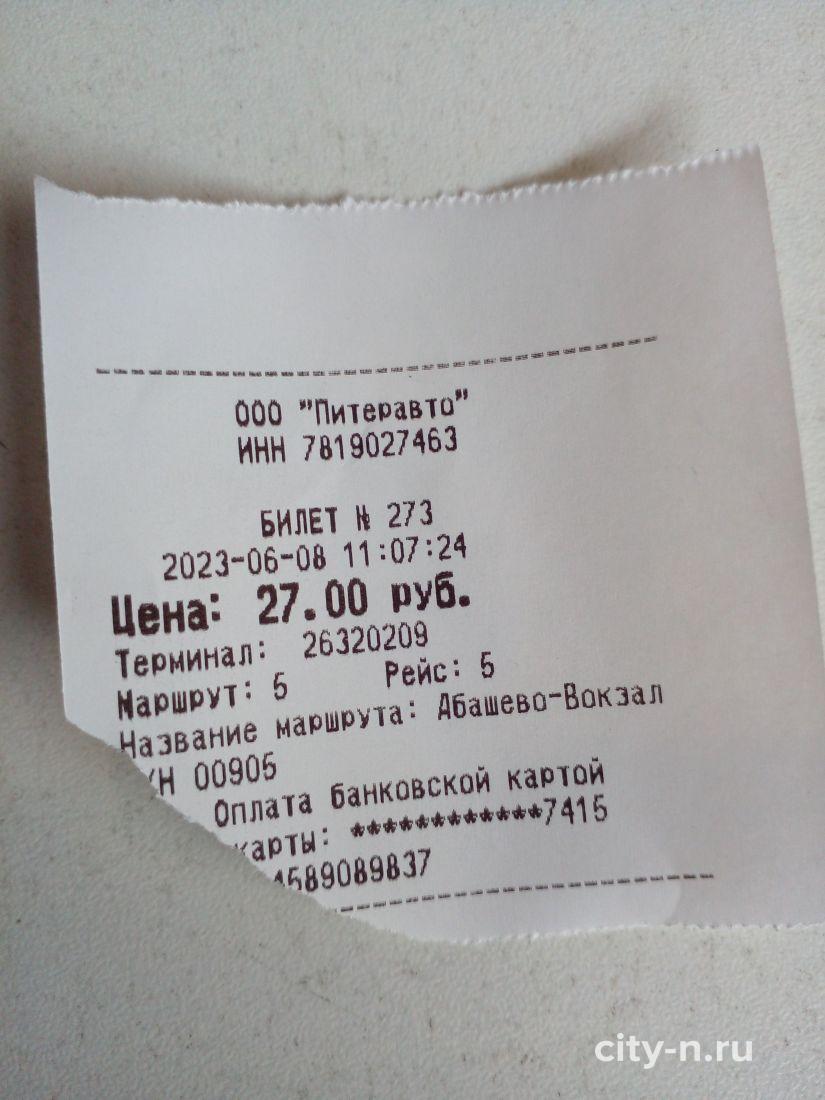 ООО "Питеравто"
ИНН 7819027463
БИЛЕТ № 273
2023-06-08 11:07:24
Цена: 27.00 руб.
Терминал: 26320209
Маршрут: 5 Рейс: 5
Название маршрута: Абашево-Вокзал
00905
Оплата банковской картой
карты: ************7415
4589089837
city-n.ru